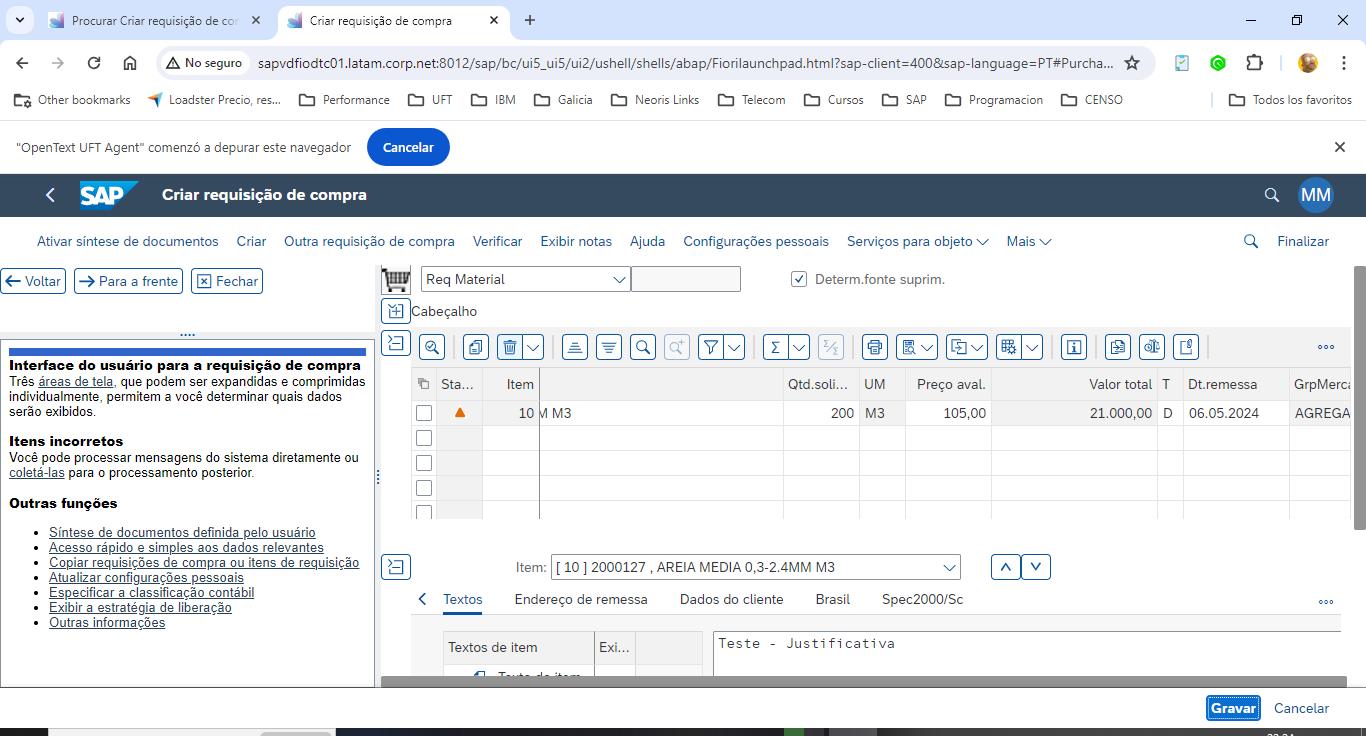 Procurar Criar requisição de cor
Criar requisição de compra
No seguro
sapvdfiodtc01.latam.corp.net:8012/sap/bc/ui5_ui5/ui2/ushell/shells/abap/Fiorilaunchpad.html?sap-client=400&sap-language=PT#Purcha...
Other bookmarks
Loadster Precio, res...
Performance
UFT
IBM
Galicia
Neoris Links
Telecom
Cursos
SAP
Programacion
CENSO
Todos los favoritos
"OpenText UFT Agent" comenzó a depurar este navegador
Cancelar
SAP
Criar requisição de compra
MM
Ativar síntese de documentos
Criar
Outra requisição de compra
Verificar
Exibir notas
Ajuda
Configurações pessoais
Serviços para objeto
Mais
Finalizar
Voltar
Para a frente
Fechar
Req Material
Determ.fonte suprim.
Cabeçalho
Interface do usuário para a requisição de compra
Três áreas de tela, que podem ser expandidas e comprimidas
individualmente, permitem a você determinar quais dados
serão exibidos.
Itens incorretos
Você pode processar mensagens do sistema diretamente ou
coletá-las para o processamento posterior.
Outras funções
Síntese de documentos definida pelo usuário
Acesso rápido e simples aos dados relevantes
Copiar requisições de compra ou itens de requisição
Atualizar configurações pessoais
Especificar a classificação contábil
Exibir a estratégia de liberação
Outras informações
Sta... Item Qtd.soli... UM Preço aval. Valor total T Dt.remessa GrpMerca
10 M M3 200 M3 105,00 21.000,00 D 06.05.2024 AGREGA
Item: [ 10 ] 2000127 , AREIA MEDIA 0,3-2.4MM M3
Textos
Endereço de remessa
Dados do cliente
Brasil
Spec2000/Sc
Textos de item Exi...
Teste - Justificativa
Texto de item
Gravar
Cancelar